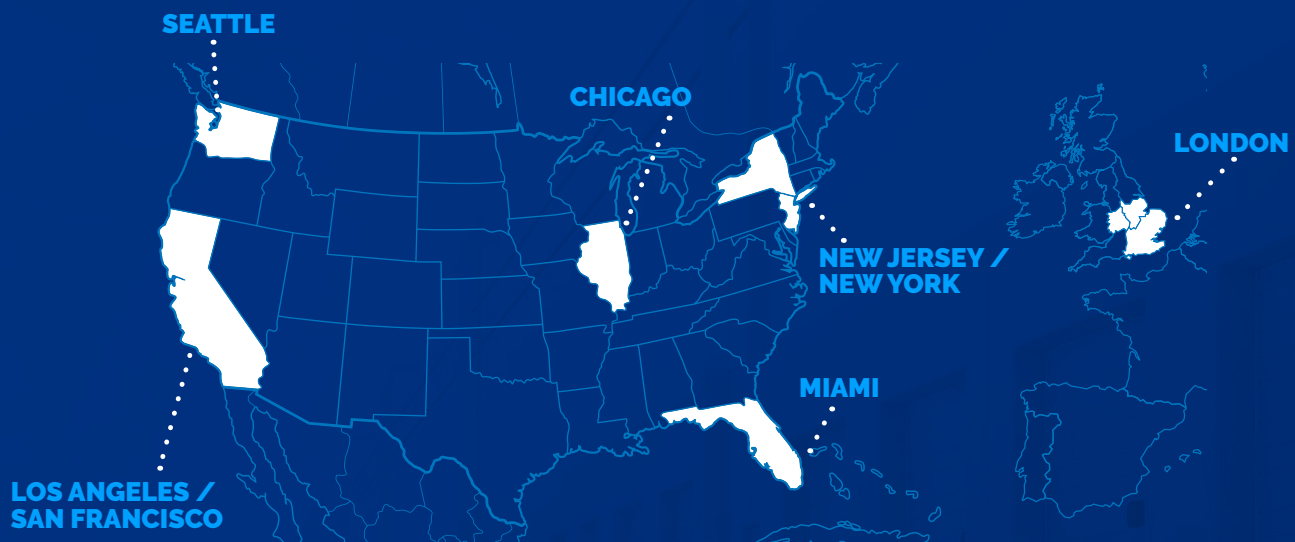 SEATTLE
CHICAGO
LONDON
NEW JERSEY /
NEW YORK
MIAMI
LOS ANGELES /
SAN FRANCISCO